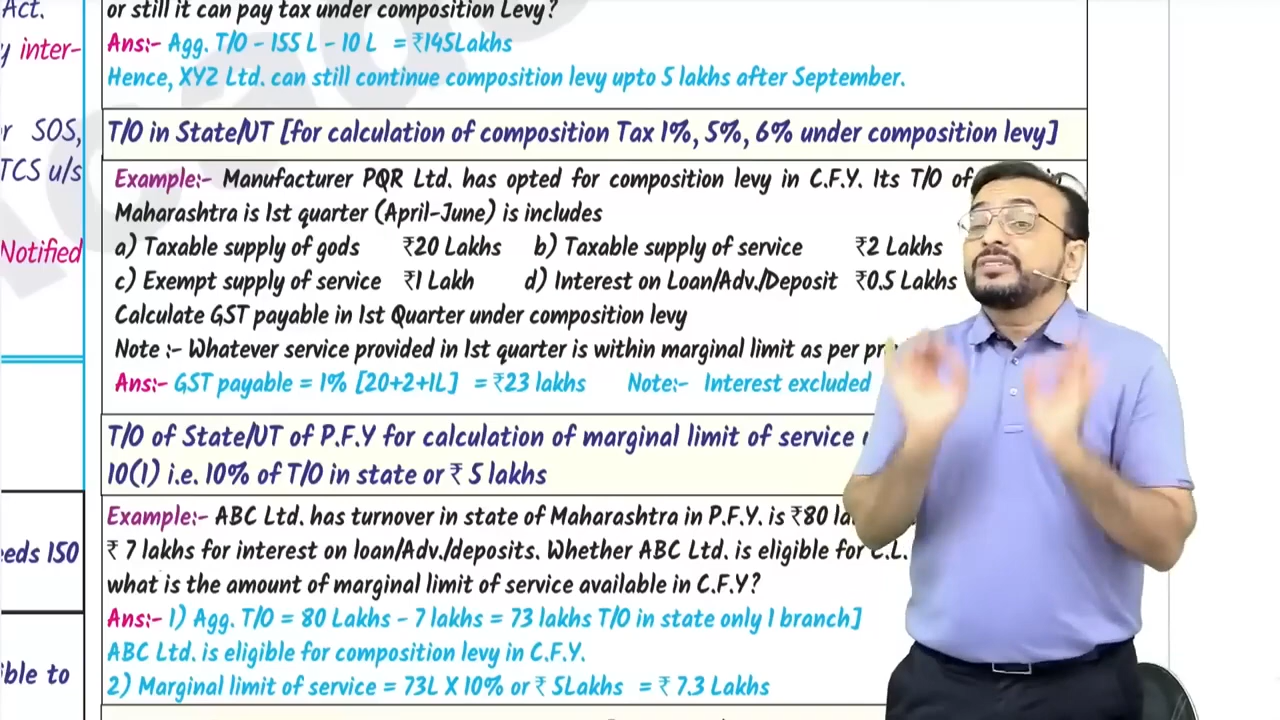 Act.
y inter-
r SOS,
TCS u/s
Notified
eeds 150
ible to
or still it can pay tax under composition Levy?
Ans:- Agg. T/O - 155 L - 10 L = ₹145Lakhs
Hence, XYZ Ltd. can still continue composition levy upto 5 lakhs after September.
T/O in State/UT [for calculation of composition Tax 1%, 5%, 6% under composition levy]
Example:- Manufacturer PQR Ltd. has opted for composition levy in C.F.Y. Its T/O of
Maharashtra is 1st quarter (April-June) is includes
a) Taxable supply of gods ₹20 Lakhs b) Taxable supply of service ₹2 Lakhs
c) Exempt supply of service ₹1 Lakh d) Interest on Loan/Adv./Deposit ₹0.5 Lakhs
Calculate GST payable in 1st Quarter under composition levy
Note :- Whatever service provided in 1st quarter is within marginal limit as per pr
Ans:- GST payable = 1% [20+2+1L] = ₹23 lakhs Note:- Interest excluded
T/O of State/UT of P.F.Y for calculation of marginal limit of service
10(1) i.e. 10% of T/O in state or ₹ 5 lakhs
Example:- ABC Ltd. has turnover in state of Maharashtra in P.F.Y. is ₹80 la
₹ 7 lakhs for interest on loan/Adv./deposits. Whether ABC Ltd. is eligible for C.L.
what is the amount of marginal limit of service available in C.F.Y?
Ans:- 1) Agg. T/O = 80 Lakhs - 7 lakhs = 73 lakhs T/O in state only 1 branch]
ABC Ltd. is eligible for composition levy in C.F.Y.
2) Marginal limit of service = 73L X 10% or ₹ 5Lakhs = ₹ 7.3 Lakhs